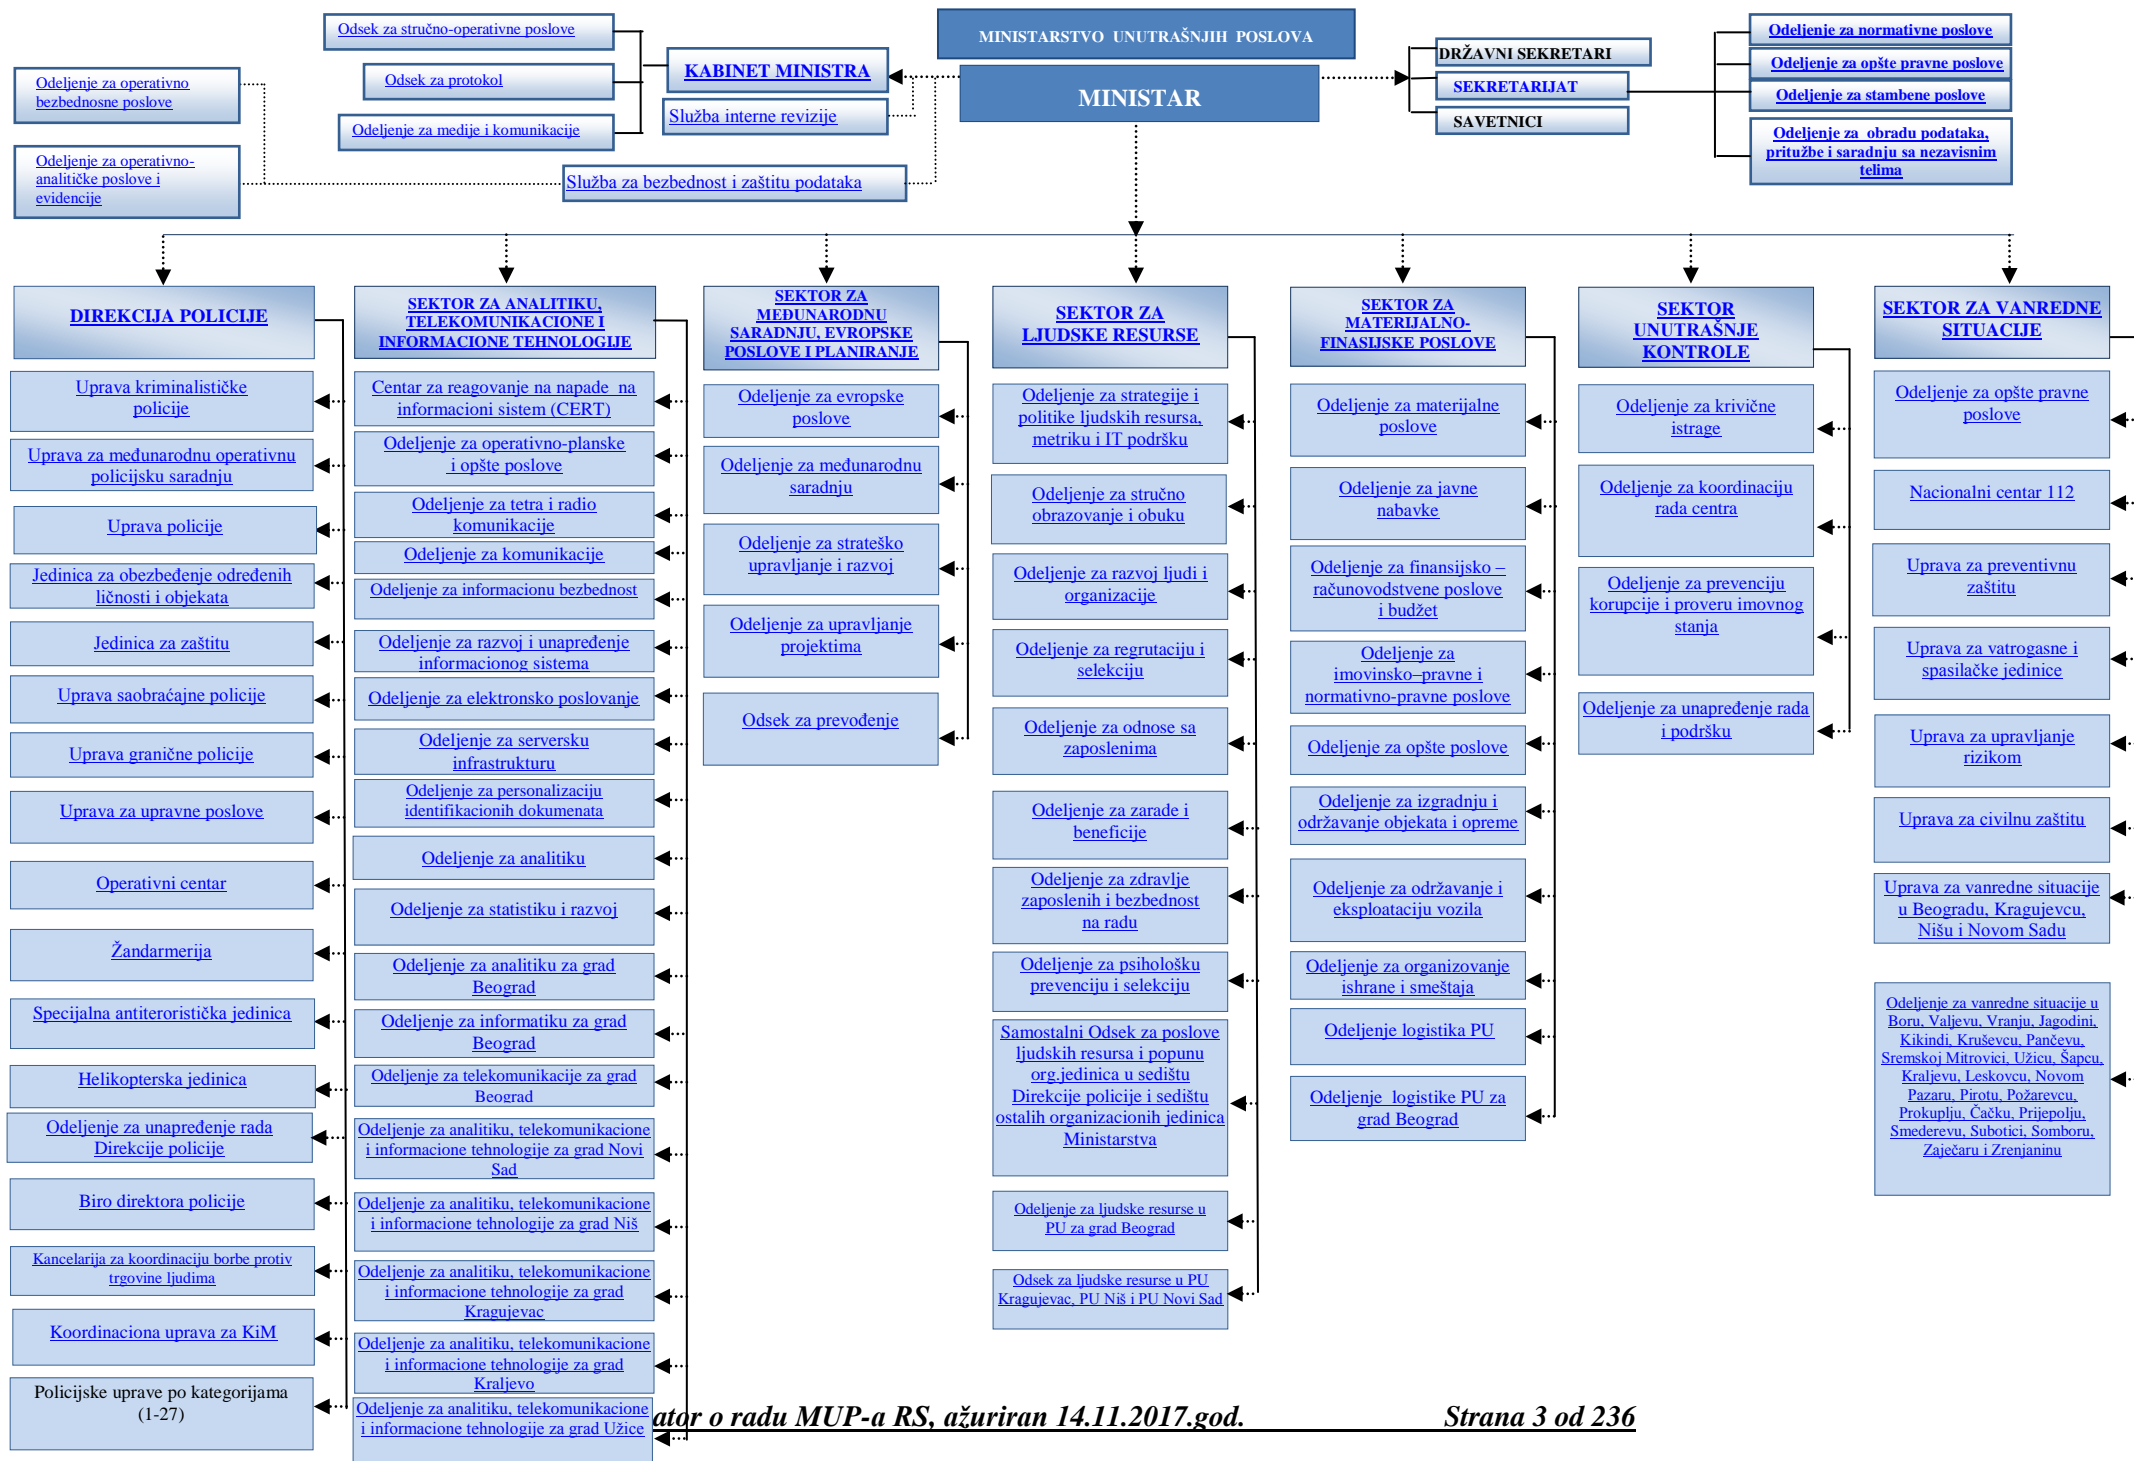 MINISTARSTVO UNUTRAŠNJIH POSLOVA
MINISTAR
Odsek za stručno-operativne poslove
Odsek za protokol
Odeljenje za medije i komunikacije
KABINET MINISTRA
Služba interne revizije
Odeljenje za operativno
bezbednosne poslove
Odeljenje za operativno-
analitičke poslove i
evidencije
Služba za bezbednost i zaštitu podataka
DRŽAVNI SEKRETARI
SEKRETARIJAT
SAVETNICI
Odeljenje za normativne poslove
Odeljenje za opšte pravne poslove
Odeljenje za stambene poslove
Odeljenje za obradu podataka,
pritužbe i saradnju sa nezavisnim
telima
DIREKCIJA POLICIJE
Uprava kriminalističke
policije
Uprava za međunarodnu operativnu
policijsku saradnju
Uprava policije
Jedinica za obezbeđenje određenih
ličnosti i objekata
Jedinica za zaštitu
Uprava saobraćajne policije
Uprava granične policije
Uprava za upravne poslove
Operativni centar
Žandarmerija
Specijalna antiteroristička jedinica
Helikopterska jedinica
Odeljenje za unapređenje rada
Direkcije policije
Biro direktora policije
Kancelarija za koordinaciju borbe protiv
trgovine ljudima
Koordinaciona uprava za KiM
Policijske uprave po kategorijama
(1-27)
SEKTOR ZA ANALITIKU,
TELEKOMUNIKACIONE I
INFORMACIONE TEHNOLOGIJE
Centar za reagovanje na napade na
informacioni sistem (CERT)
Odeljenje za operativno-planske
i opšte poslove
Odeljenje za tetra i radio
komunikacije
Odeljenje za komunikacije
Odeljenje za informacionu bezbednost
Odeljenje za razvoj i unapređenje
informacionog sistema
Odeljenje za elektronsko poslovanje
Odeljenje za serversku
infrastrukturu
Odeljenje za personalizaciju
identifikacionih dokumenata
Odeljenje za analitiku
Odeljenje za statistiku i razvoj
Odeljenje za analitiku za grad
Beograd
Odeljenje za informatiku za grad
Beograd
Odeljenje za telekomunikacije za grad
Beograd
Odeljenje za analitiku, telekomunikacione
i informacione tehnologije za grad Novi
Sad
Odeljenje za analitiku, telekomunikacione
i informacione tehnologije za grad Niš
Odeljenje za analitiku, telekomunikacione
i informacione tehnologije za grad
Kragujevac
Odeljenje za analitiku, telekomunikacione
i informacione tehnologije za grad
Kraljevo
Odeljenje za analitiku, telekomunikacione
i informacione tehnologije za grad Užice
SEKTOR ZA
MEĐUNARODNU
SARADNJU, EVROPSKE
POSLOVE I PLANIRANJE
Odeljenje za evropske
poslove
Odeljenje za međunarodnu
saradnju
Odeljenje za strateško
upravljanje i razvoj
Odeljenje za upravljanje
projektima
Odsek za prevođenje
SEKTOR ZA
LJUDSKE RESURSE
Odeljenje za strategije i
politike ljudskih resursa,
metriku i IT podršku
Odeljenje za stručno
obrazovanje i obuku
Odeljenje za razvoj ljudi i
organizacije
Odeljenje za regrutaciju i
selekciju
Odeljenje za odnose sa
zaposlenima
Odeljenje za zarade i
beneficije
Odeljenje za zdravlje
zaposlenih i bezbednost
na radu
Odeljenje za psihološku
prevenciju i selekciju
Samostalni Odsek za poslove
ljudskih resursa i popunu
org.jedinica u sedištu
Direkcije policije i sedištu
ostalih organizacionih jedinica
Ministarstva
Odeljenje za ljudske resurse u
PU za grad Beograd
Odsek za ljudske resurse u PU
Kragujevac, PU Niš i PU Novi Sad
SEKTOR ZA
MATERIJALNO-
FINASIJSKE POSLOVE
Odeljenje za materijalne
poslove
Odeljenje za javne
nabavke
Odeljenje za finansijsko –
računovodstvene poslove
i budžet
Odeljenje za
imovinsko–pravne i
normativno-pravne poslove
Odeljenje za opšte poslove
Odeljenje za izgradnju i
održavanje objekata i opreme
Odeljenje za održavanje i
eksploataciju vozila
Odeljenje za organizovanje
ishrane i smeštaja
Odeljenje logistika PU
Odeljenje logistike PU za
grad Beograd
SEKTOR
UNUTRAŠNJE
KONTROLE
Odeljenje za krivične
istrage
Odeljenje za koordinaciju
rada centra
Odeljenje za prevenciju
korupcije i proveru imovnog
stanja
Odeljenje za unapređenje rada
i podršku
SEKTOR ZA VANREDNE
SITUACIJE
Odeljenje za opšte pravne
poslove
Nacionalni centar 112
Uprava za preventivnu
zaštitu
Uprava za vatrogasne i
spasilačke jedinice
Uprava za upravljanje
rizikom
Uprava za civilnu zaštitu
Uprava za vanredne situacije
u Beogradu, Kragujevcu,
Nišu i Novom Sadu
Odeljenje za vanredne situacije u
Boru, Valjevu, Vranju, Jagodini,
Kikindi, Kruševcu, Pančevu,
Sremskoj Mitrovici, Užicu, Šapcu,
Kraljevu, Leskovcu, Novom
Pazaru, Pirotu, Požarevcu,
Prokuplju, Čačku, Prijepolju,
Smederevu, Subotici, Somboru,
Zaječaru i Zrenjaninu
ator o radu MUP-a RS, ažuriran 14.11.2017.god. Strana 3 od 236